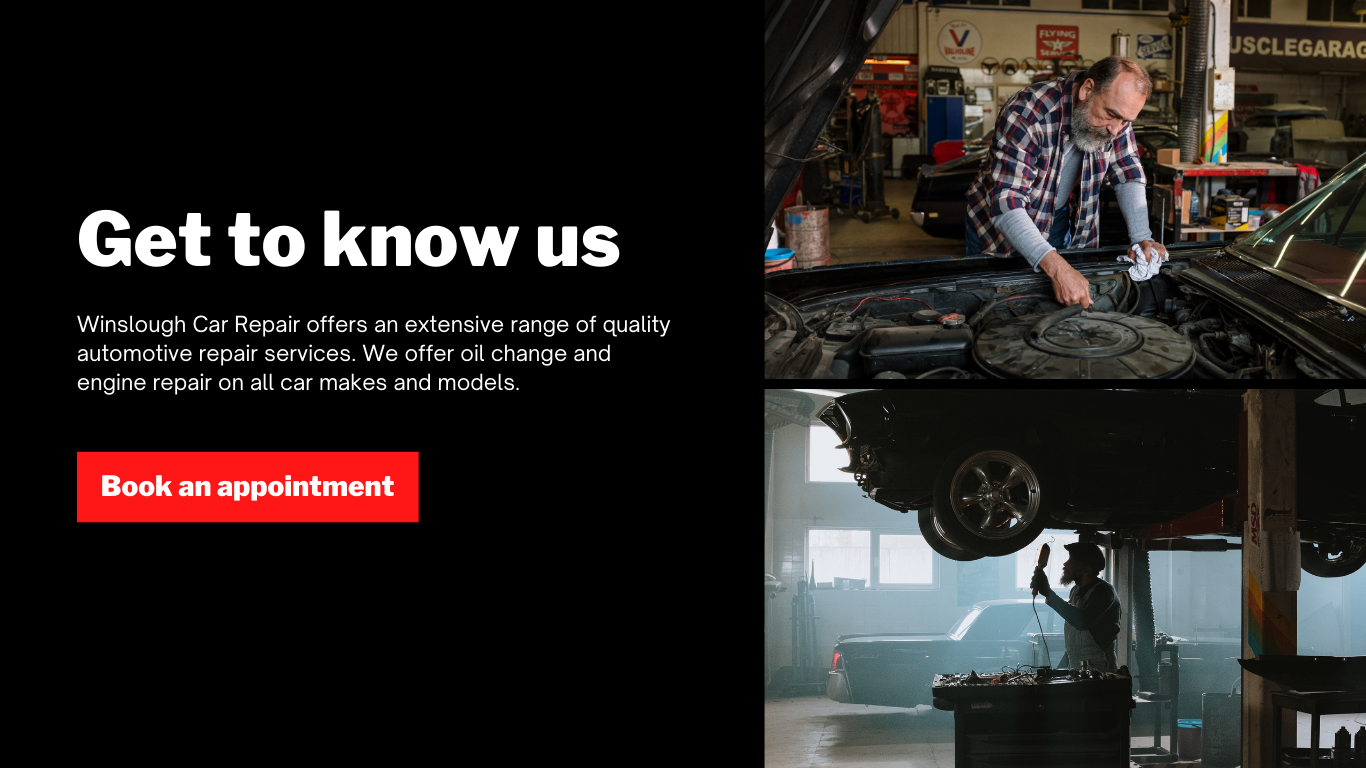 Get to know us
Winslough Car Repair offers an extensive range of quality
automotive repair services. We offer oil change and
engine repair on all car makes and models.
Book an appointment
VALVOLINE
FLYING
SERVICE
USCLEGARAG
MSD